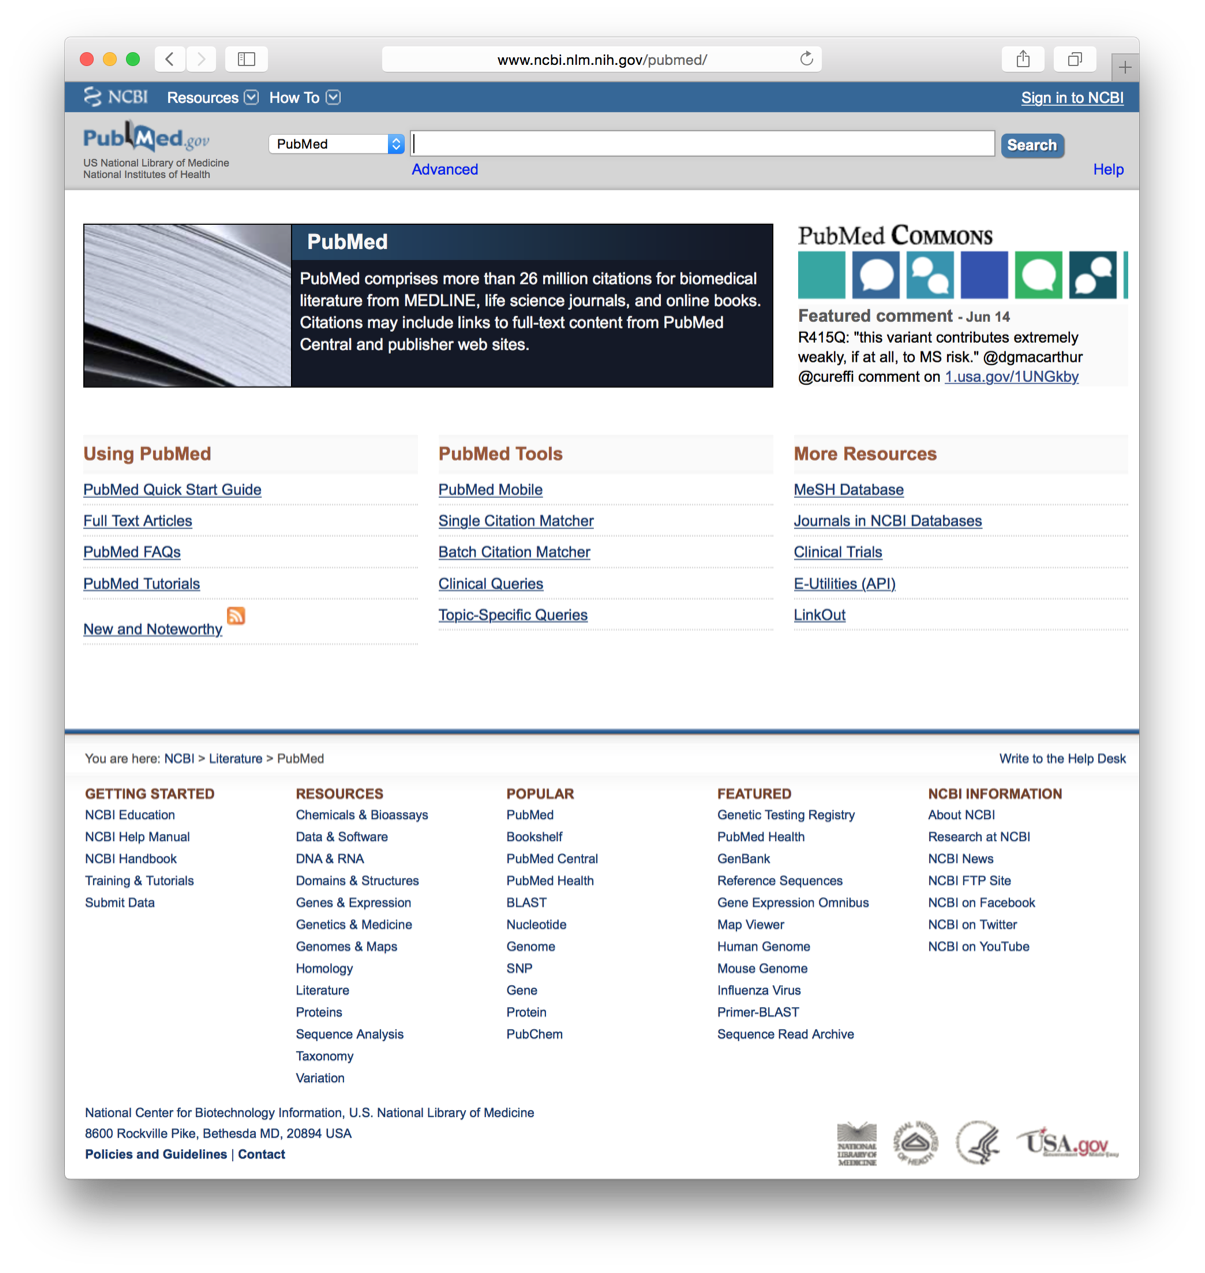 www.ncbi.nlm.nih.gov/pubmed/
NCBI Resources How To Sign in to NCBI
PubMed.gov
US National Library of Medicine
National Institutes of Health
PubMed
Search
Advanced
Help
PubMed
PubMed comprises more than 26 million citations for biomedical
literature from MEDLINE, life science journals, and online books.
Citations may include links to full-text content from PubMed
Central and publisher web sites.
PubMed COMMONS
Featured comment - Jun 14
R415Q: "this variant contributes extremely
weakly, if at all, to MS risk." @dgmacarthur
@cureffi comment on 1.usa.gov/1UNGkby
Using PubMed
PubMed Quick Start Guide
Full Text Articles
PubMed FAQs
PubMed Tutorials
New and Noteworthy
PubMed Tools
PubMed Mobile
Single Citation Matcher
Batch Citation Matcher
Clinical Queries
Topic-Specific Queries
More Resources
MeSH Database
Journals in NCBI Databases
Clinical Trials
E-Utilities (API)
LinkOut
You are here: NCBI > Literature > PubMed
Write to the Help Desk
GETTING STARTED
NCBI Education
NCBI Help Manual
NCBI Handbook
Training & Tutorials
Submit Data
RESOURCES
Chemicals & Bioassays
Data & Software
DNA & RNA
Domains & Structures
Genes & Expression
Genetics & Medicine
Genomes & Maps
Homology
Literature
Proteins
Sequence Analysis
Taxonomy
Variation
POPULAR
PubMed
Bookshelf
PubMed Central
PubMed Health
BLAST
Nucleotide
Genome
SNP
Gene
Protein
PubChem
FEATURED
Genetic Testing Registry
PubMed Health
GenBank
Reference Sequences
Gene Expression Omnibus
Map Viewer
Human Genome
Mouse Genome
Influenza Virus
Primer-BLAST
Sequence Read Archive
NCBI INFORMATION
About NCBI
Research at NCBI
NCBI News
NCBI FTP Site
NCBI on Facebook
NCBI on Twitter
NCBI on YouTube
National Center for Biotechnology Information, U.S. National Library of Medicine
8600 Rockville Pike, Bethesda MD, 20894 USA
Policies and Guidelines | Contact
NATIONAL
LIBRARY OF
MEDICINE
NATIONAL INSTITUTES OF HEALTH
USA.gov